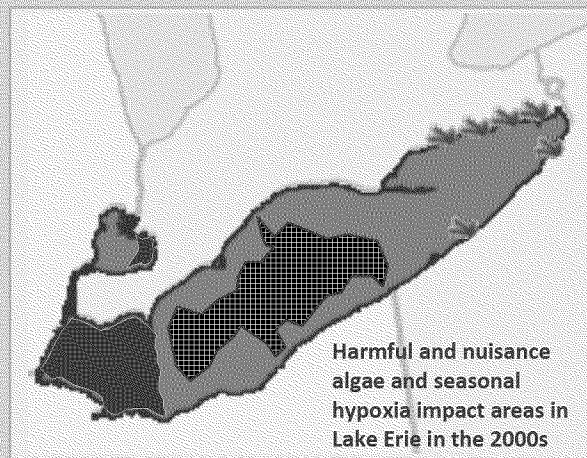 Harmful and nuisance
algae and seasonal
hypoxia impact areas in
Lake Erie in the 2000s